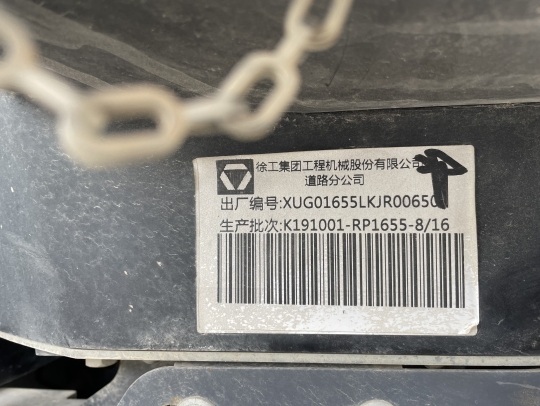 徐工集团工程机械股份有限公司
道路分公司
出厂编号:XUG01655LKJR00650
生产批次:K191001-RP1655-8/16